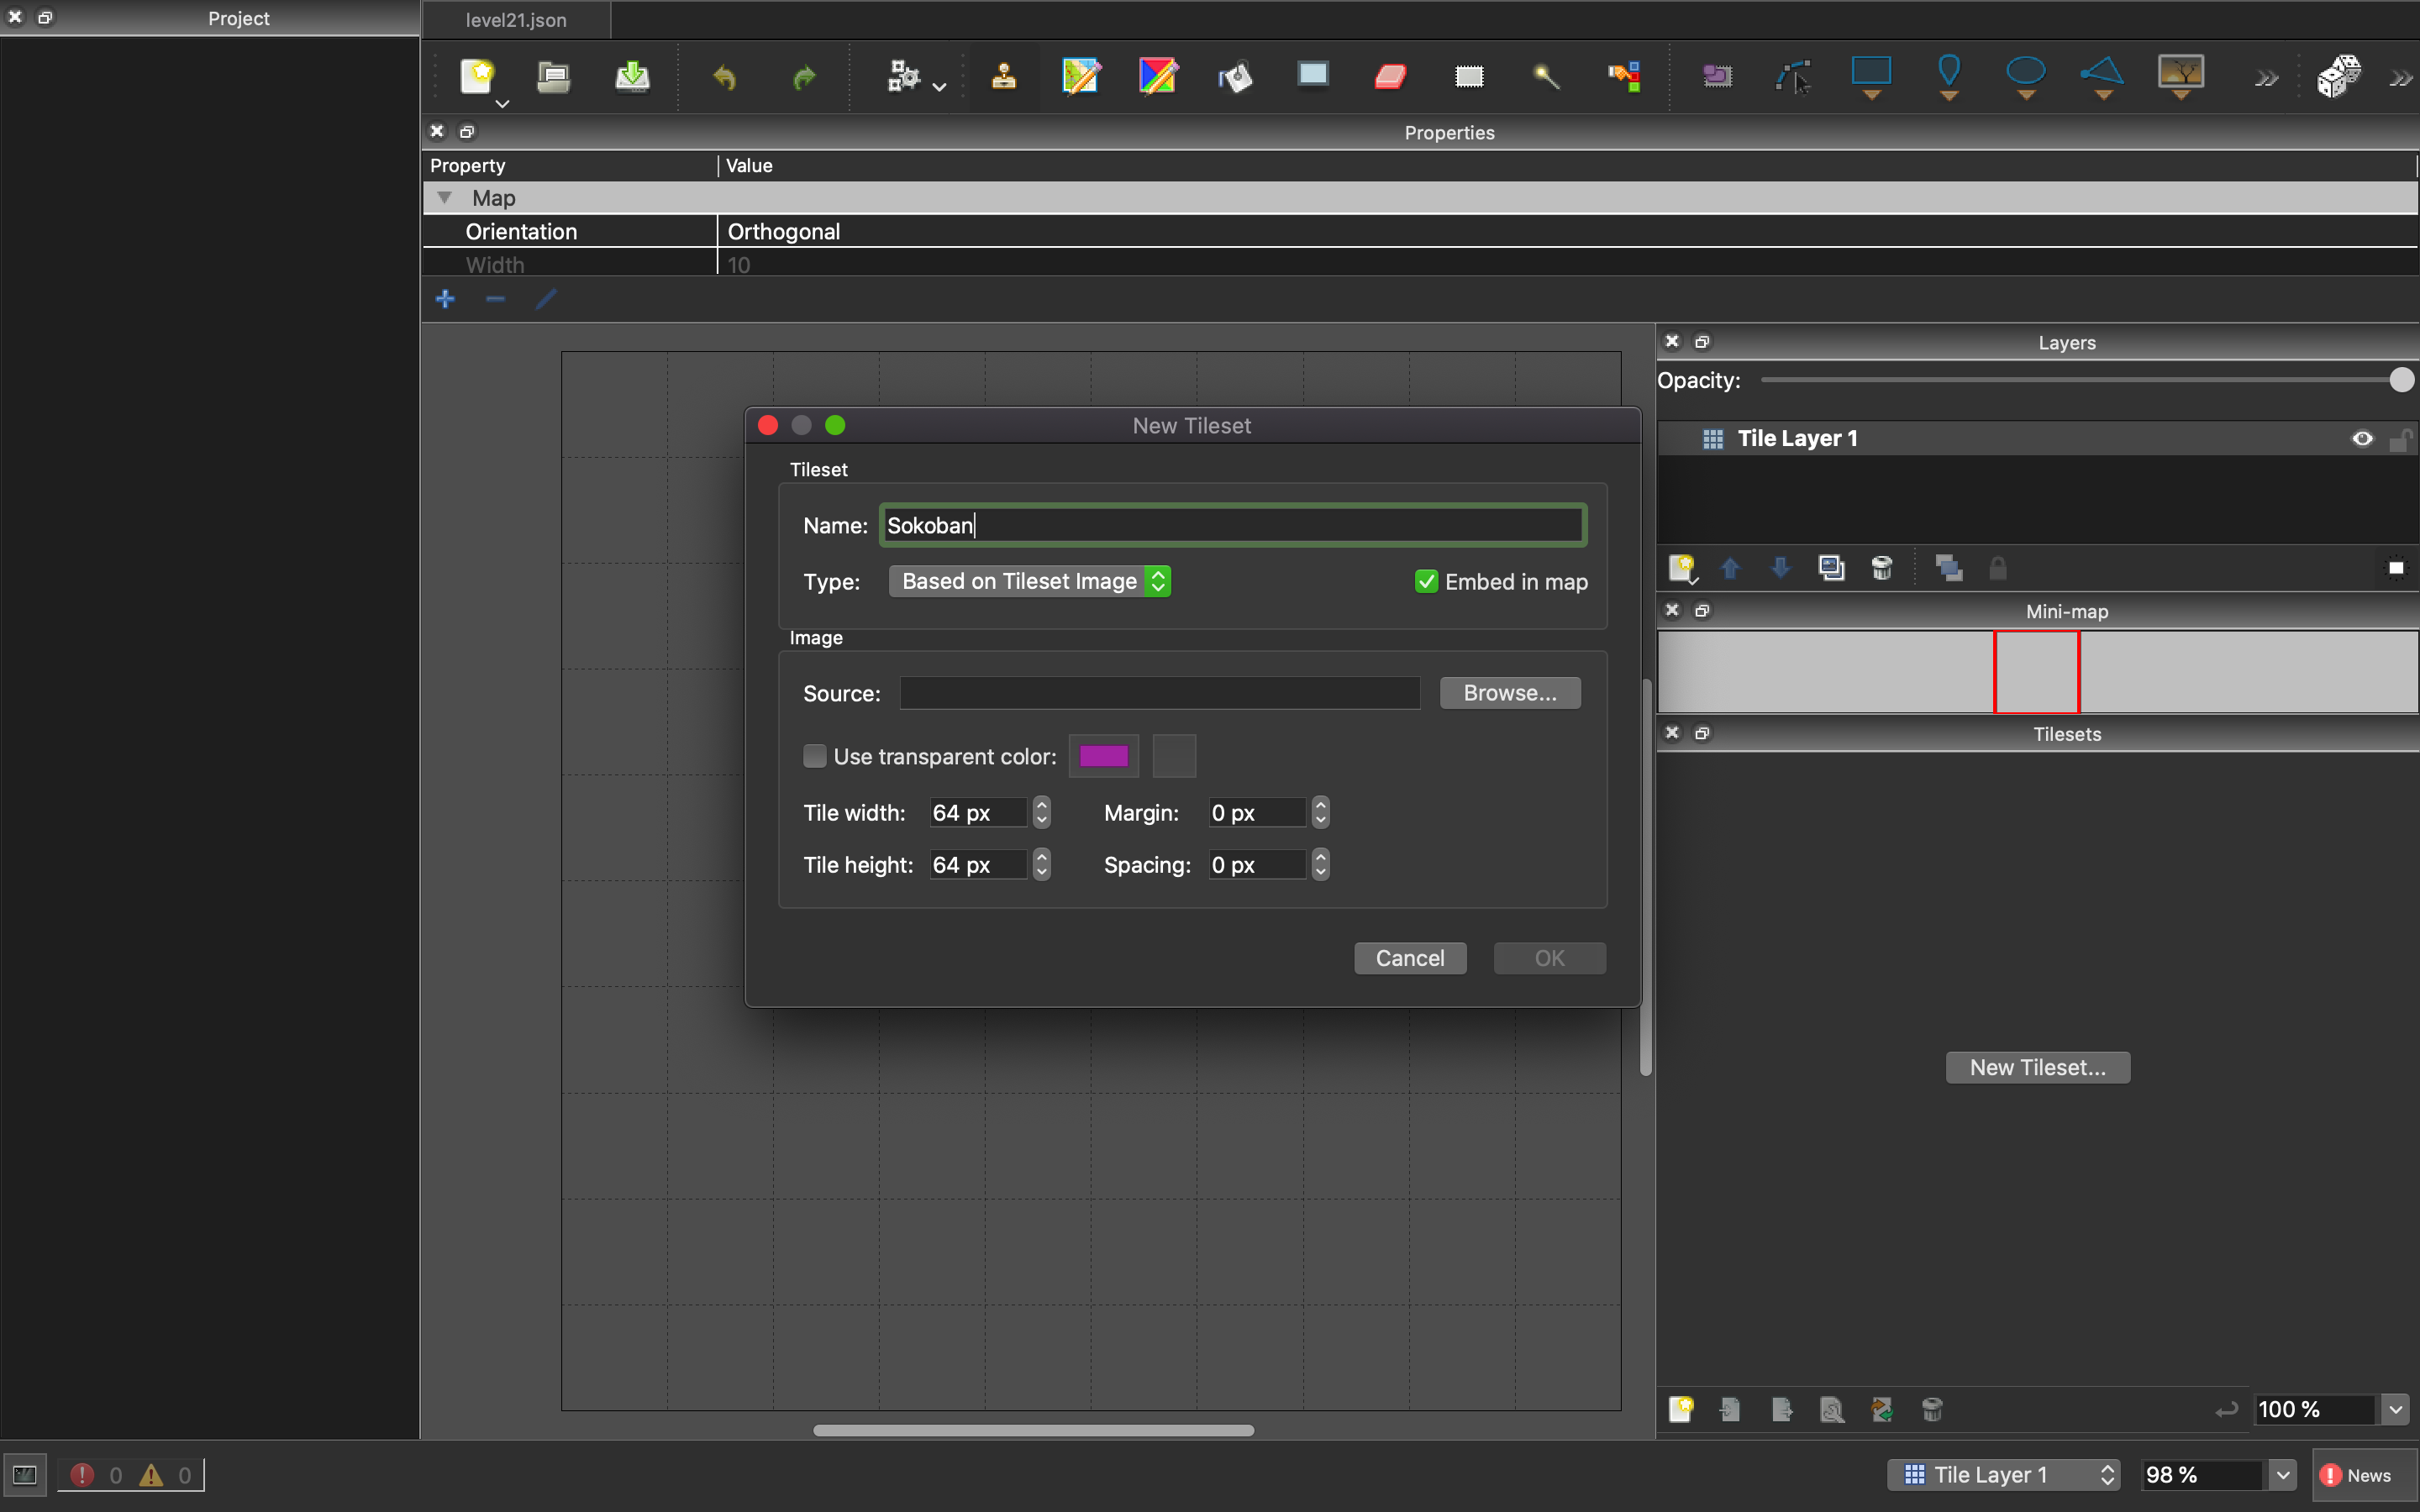 Project
level21.json
Properties
Property Value
Map
Orientation Orthogonal
Width 10
Layers
Opacity:
Tile Layer 1
New Tileset
Tileset
Name: Sokoban
Type: Based on Tileset Image Embed in map
Image
Source: Browse...
Use transparent color:
Tile width: 64 px Margin: 0 px
Tile height: 64 px Spacing: 0 px
Cancel OK
Mini-map
Tilesets
New Tileset...
100 %
0 0
Tile Layer 1 98 % News